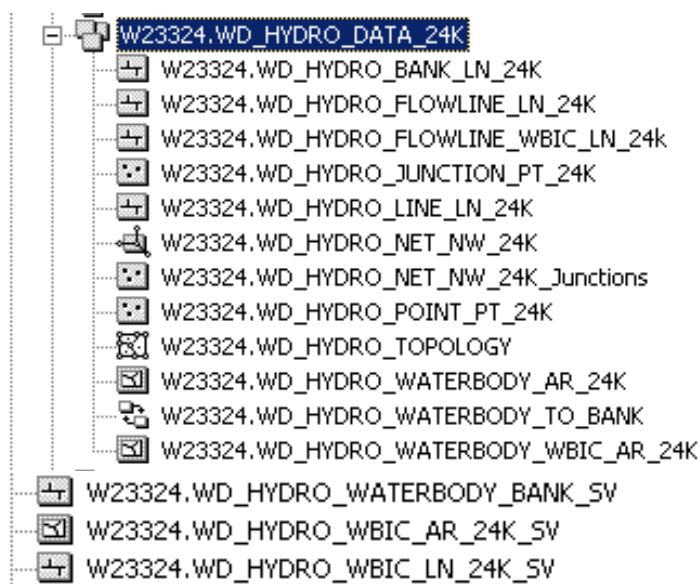 W23324.WD_HYDRO_DATA_24K
W23324.WD_HYDRO_BANK_LN_24K
W23324.WD_HYDRO_FLOWLINE_LN_24K
W23324.WD_HYDRO_FLOWLINE_WBIC_LN_24k
W23324.WD_HYDRO_JUNCTION_PT_24K
W23324.WD_HYDRO_LINE_LN_24K
W23324.WD_HYDRO_NET_NW_24K
W23324.WD_HYDRO_NET_NW_24K_Junctions
W23324.WD_HYDRO_POINT_PT_24K
W23324.WD_HYDRO_TOPOLOGY
W23324.WD_HYDRO_WATERBODY_AR_24K
W23324.WD_HYDRO_WATERBODY_TO_BANK
W23324.WD_HYDRO_WATERBODY_WBIC_AR_24K
W23324.WD_HYDRO_WATERBODY_BANK_SV
W23324.WD_HYDRO_WBIC_AR_24K_SV
W23324.WD_HYDRO_WBIC_LN_24K_SV